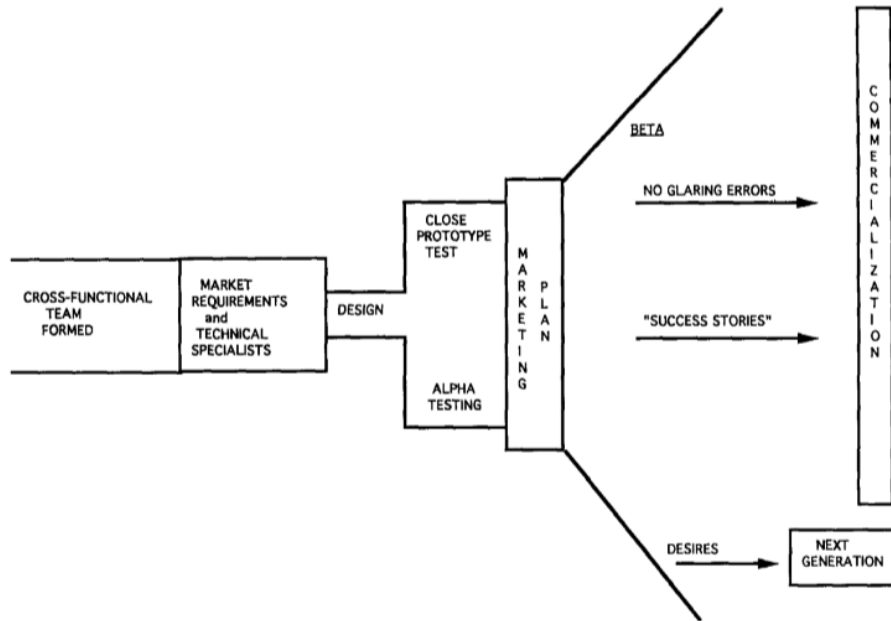 CROSS-FUNCTIONAL
TEAM
FORMED
MARKET
REQUIREMENTS
and
TECHNICAL
SPECIALISTS
DESIGN
CLOSE
PROTOTYPE
TEST
ALPHA
TESTING
MARKETING
PLAN
BETA
NO GLARING ERRORS
"SUCCESS STORIES"
DESIRES
COMMERCIALIZATION
NEXT
GENERATION